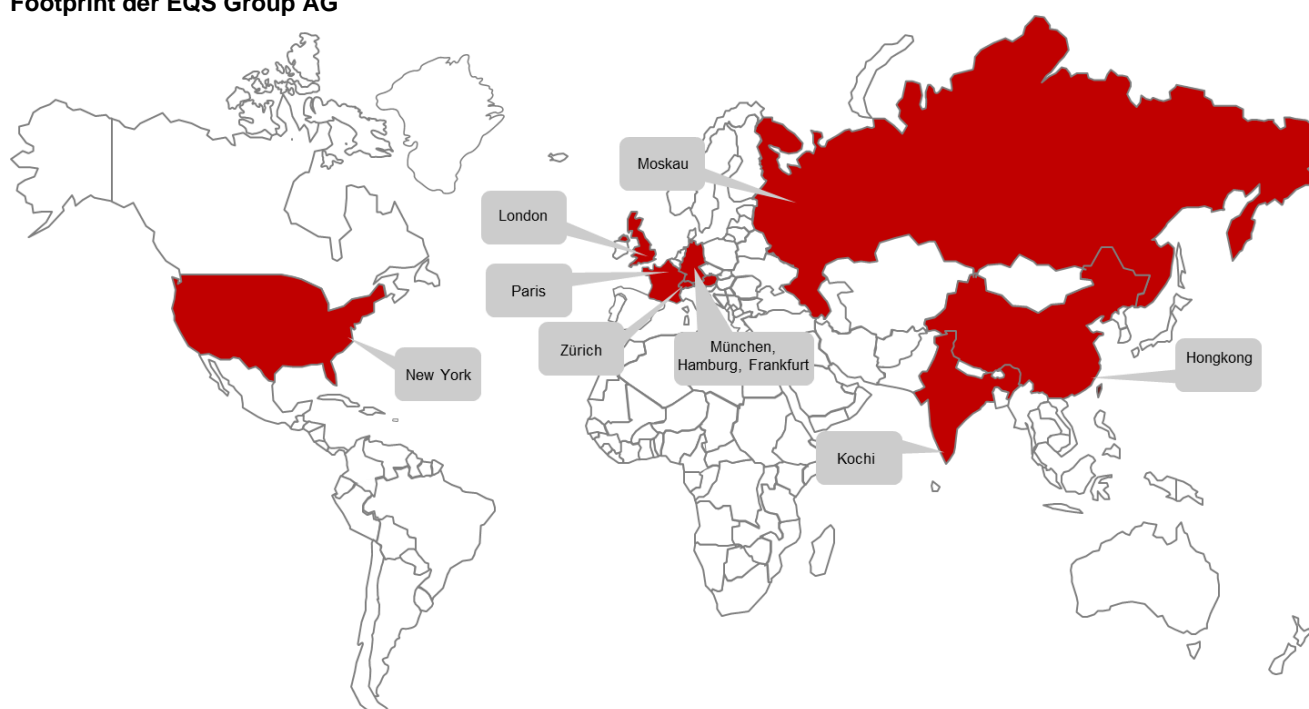 Footprint der EQS Group AG
Moskau
London
Paris
Zürich
München,
Hamburg, Frankfurt
New York
Hongkong
Kochi